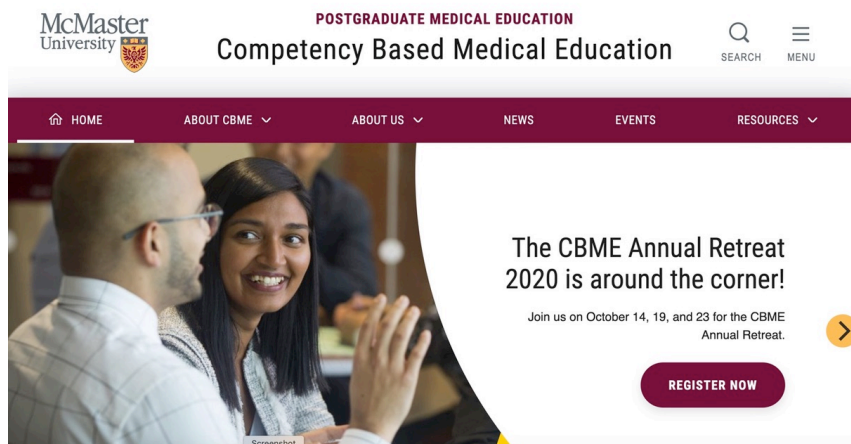 McMaster
University
POSTGRADUATE MEDICAL EDUCATION
Competency Based Medical Education
SEARCH
MENU
HOME
ABOUT CBME
ABOUT US
NEWS
EVENTS
RESOURCES
The CBME Annual Retreat
2020 is around the corner!
Join us on October 14, 19, and 23 for the CBME
Annual Retreat.
REGISTER NOW
Screenshot